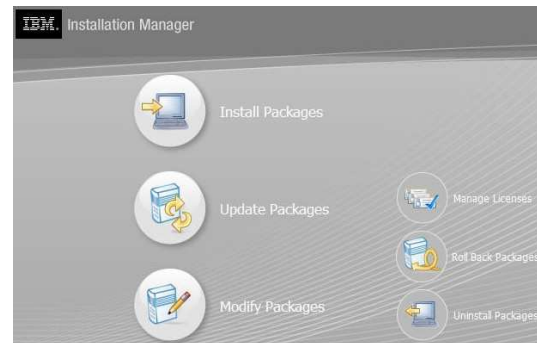 IBM. Installation Manager
Install Packages
Update Packages
Modify Packages
Manage Licenses
Roll Back Packages
Uninstall Packages